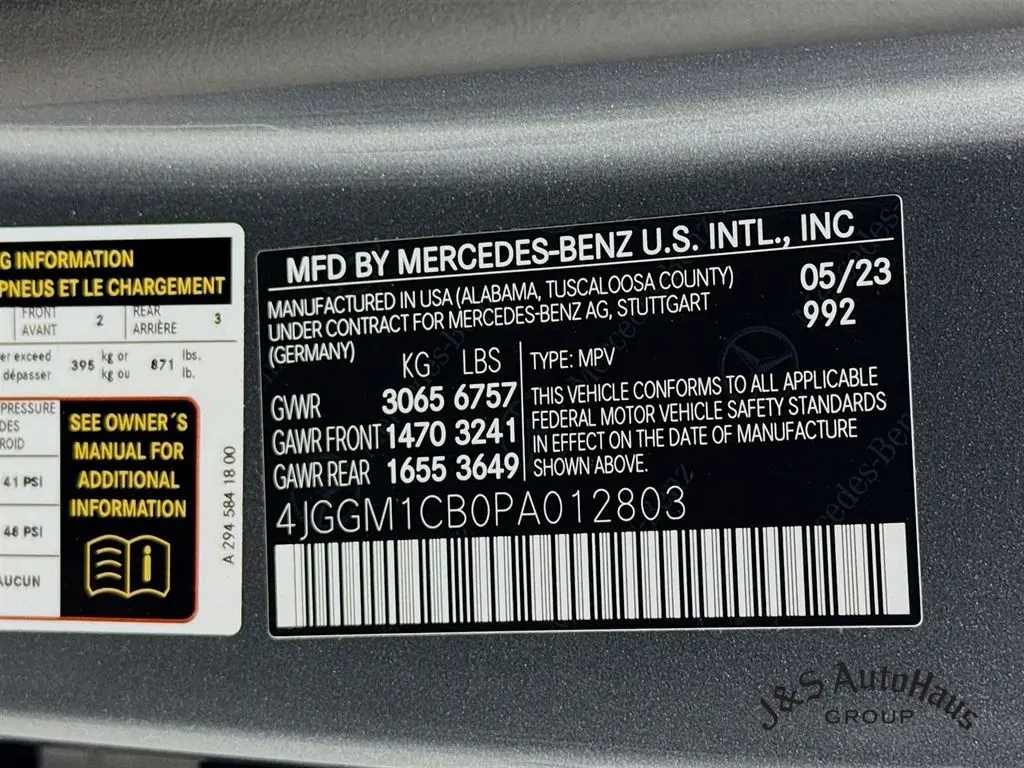 G INFORMATION
PNEUS ET LE CHARGEMENT
FRONT
AVANT
2
REAR
ARRIÈRE
3
er exceed
dépasser
395
kg or
kg ou
871
lbs.
lb.
PRESSURE
DES
ROID
41 PSI
48 PSI
AUCUN
SEE OWNER´S
MANUAL FOR
ADDITIONAL
INFORMATION
A 294 584 18 00
MFD BY MERCEDES-BENZ U.S. INTL., INC
MANUFACTURED IN USA (ALABAMA, TUSCALOOSA COUNTY)
UNDER CONTRACT FOR MERCEDES-BENZ AG, STUTTGART
(GERMANY)
05/23
992
KG LBS
GVWR 3065 6757
GAWR FRONT 1470 3241
GAWR REAR 1655 3649
TYPE: MPV
THIS VEHICLE CONFORMS TO ALL APPLICABLE
FEDERAL MOTOR VEHICLE SAFETY STANDARDS
IN EFFECT ON THE DATE OF MANUFACTURE
SHOWN ABOVE.
4JGGM1CB0PA012803
J&S AutoHaus
GROUP